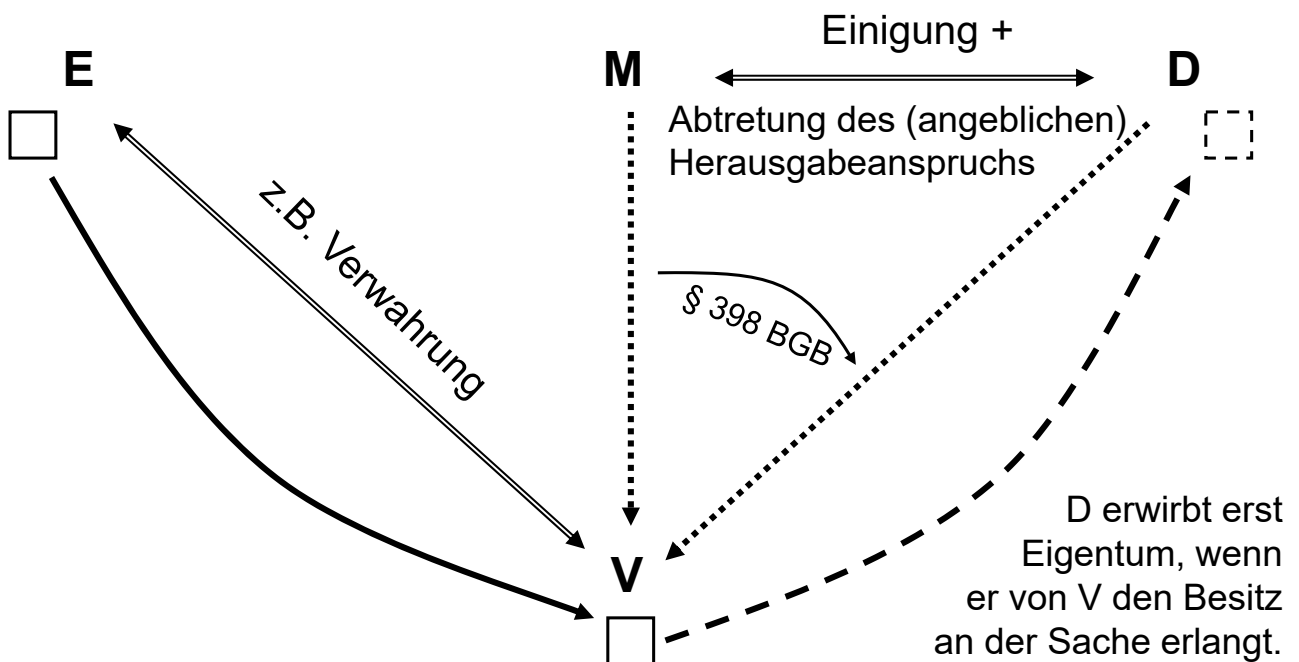 Einigung +
E
M
D
Abtretung des (angeblichen)
Herausgabeanspruchs
z.B. Verwahrung
§ 398 BGB
V
D erwirbt erst
Eigentum, wenn
er von V den Besitz
an der Sache erlangt.